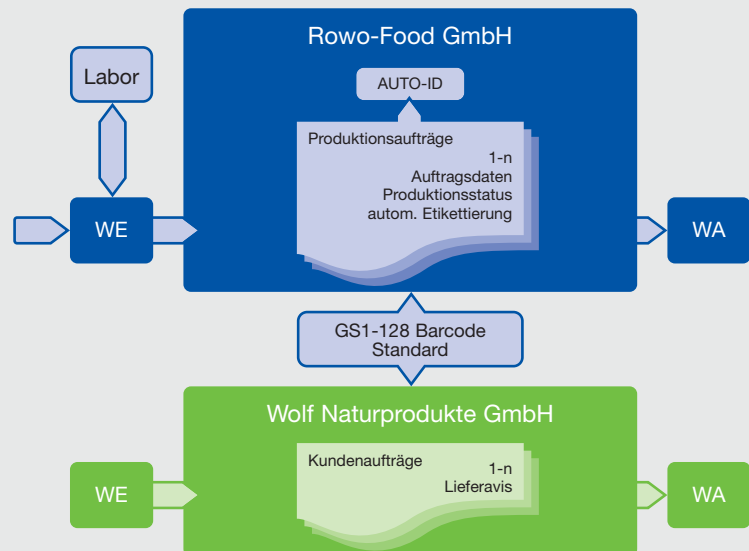 Rowo-Food GmbH
Labor
AUTO-ID
Produktionsaufträge
1-n
Auftragsdaten
Produktionsstatus
autom. Etikettierung
WE
WA
GS1-128 Barcode
Standard
Wolf Naturprodukte GmbH
Kundenaufträge
1-n
Lieferavis
WE
WA